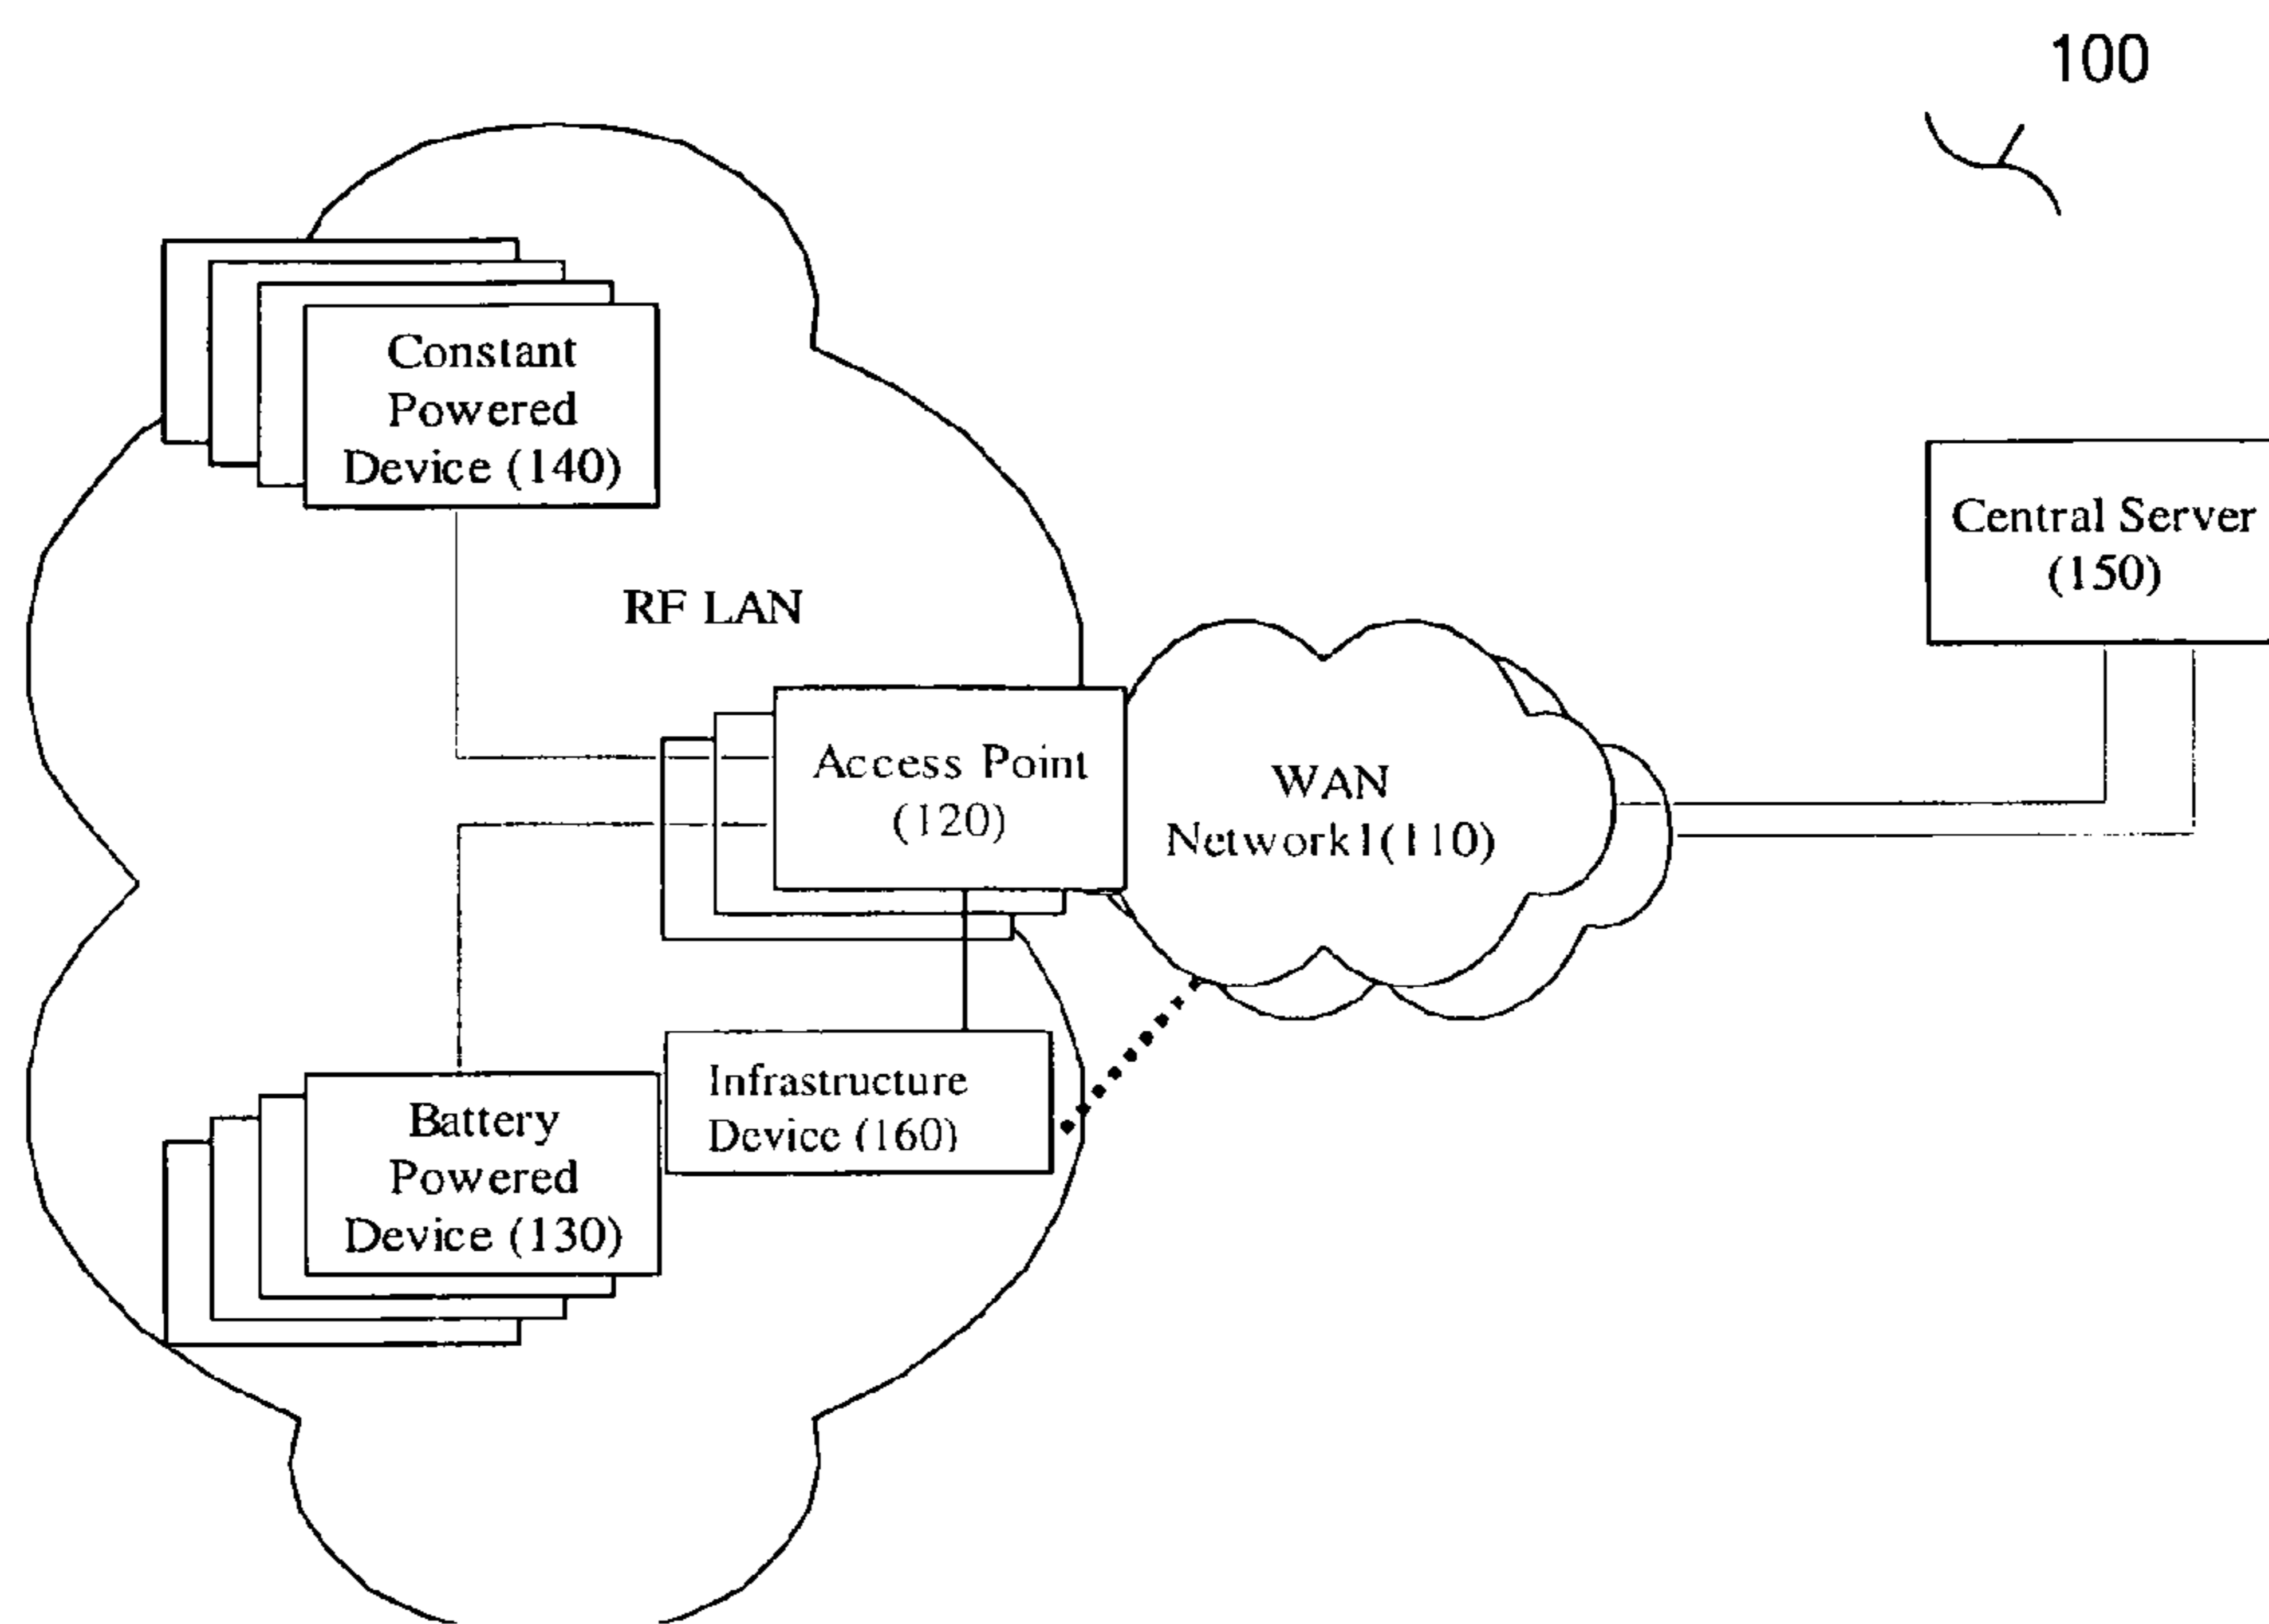 100
Constant
Powered
Device (140)
RF LAN
Central Server
(150)
Access Point
(120)
WAN
Network1(110)
Infrastructure
Device (160)
Battery
Powered
Device (130)